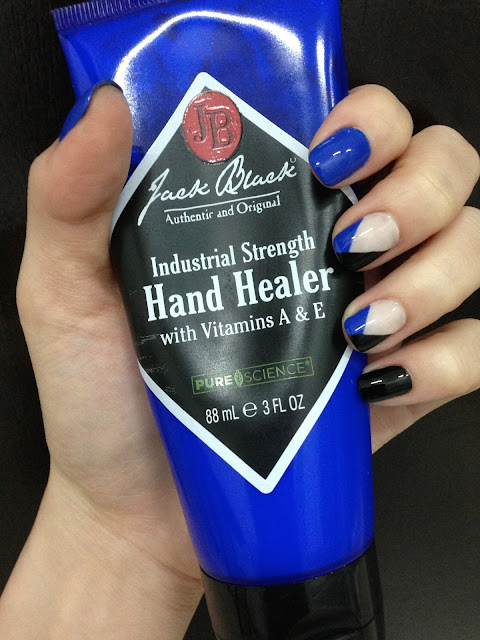 JB
Jack Black
Authentic and Original
Industrial Strength
Hand Healer
with Vitamins A & E
PURE SCIENCE®
88 mL ℮ 3 FL OZ